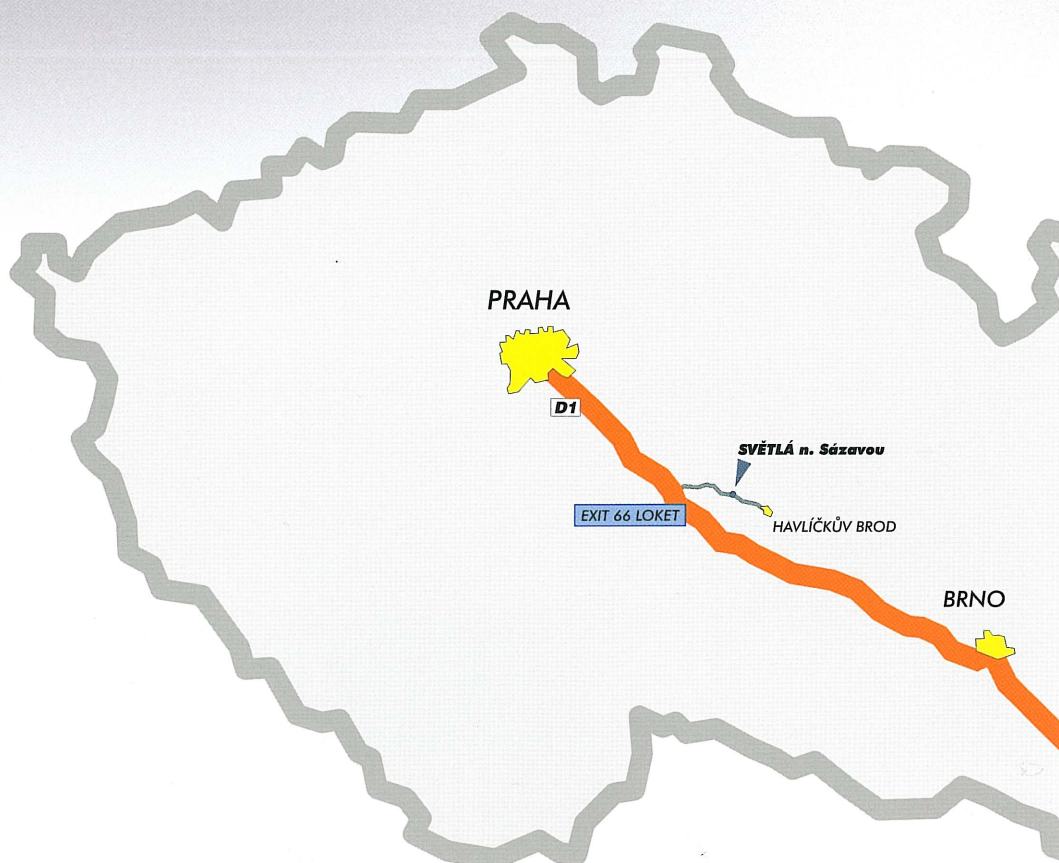 PRAHA
D1
SVĚTLÁ n. Sázavou
EXIT 66 LOKET
HAVLÍČKŮV BROD
BRNO